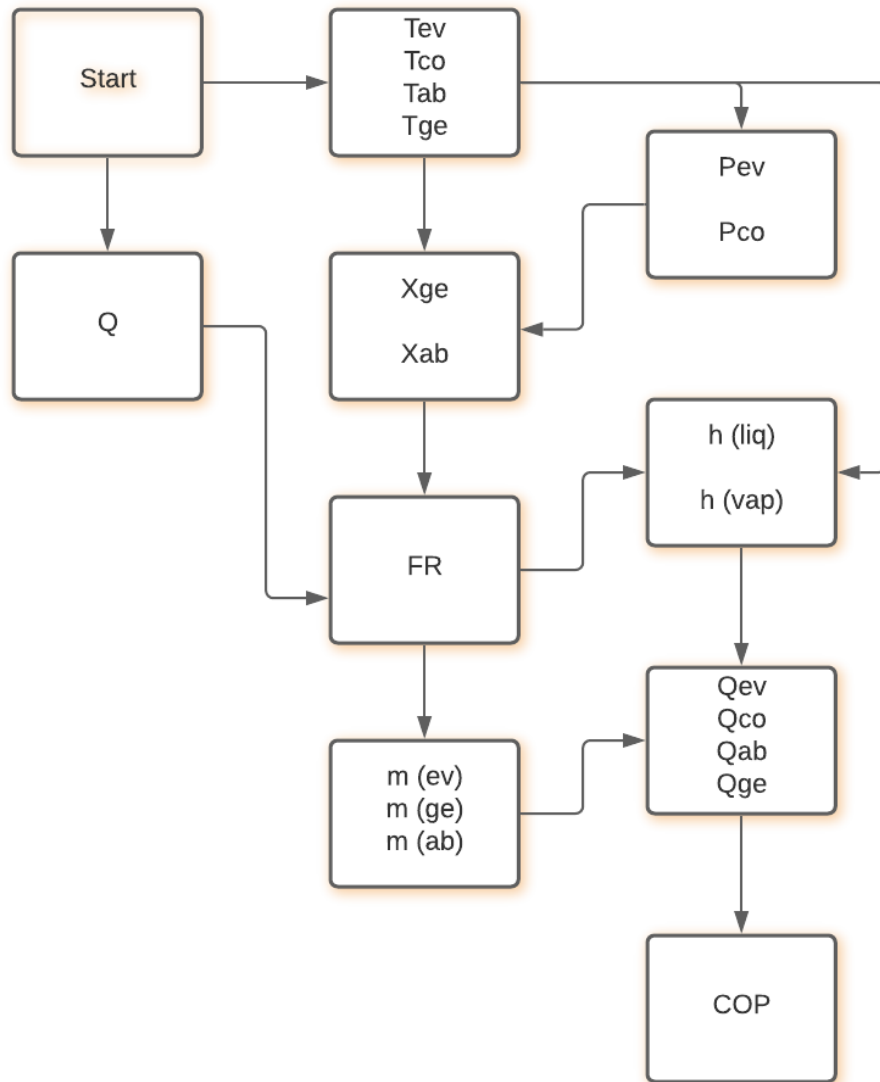 Start
Tev
Tco
Tab
Tge
Pev
Pco
Q
Xge
Xab
h (liq)
h (vap)
FR
Qev
Qco
Qab
Qge
m (ev)
m (ge)
m (ab)
COP